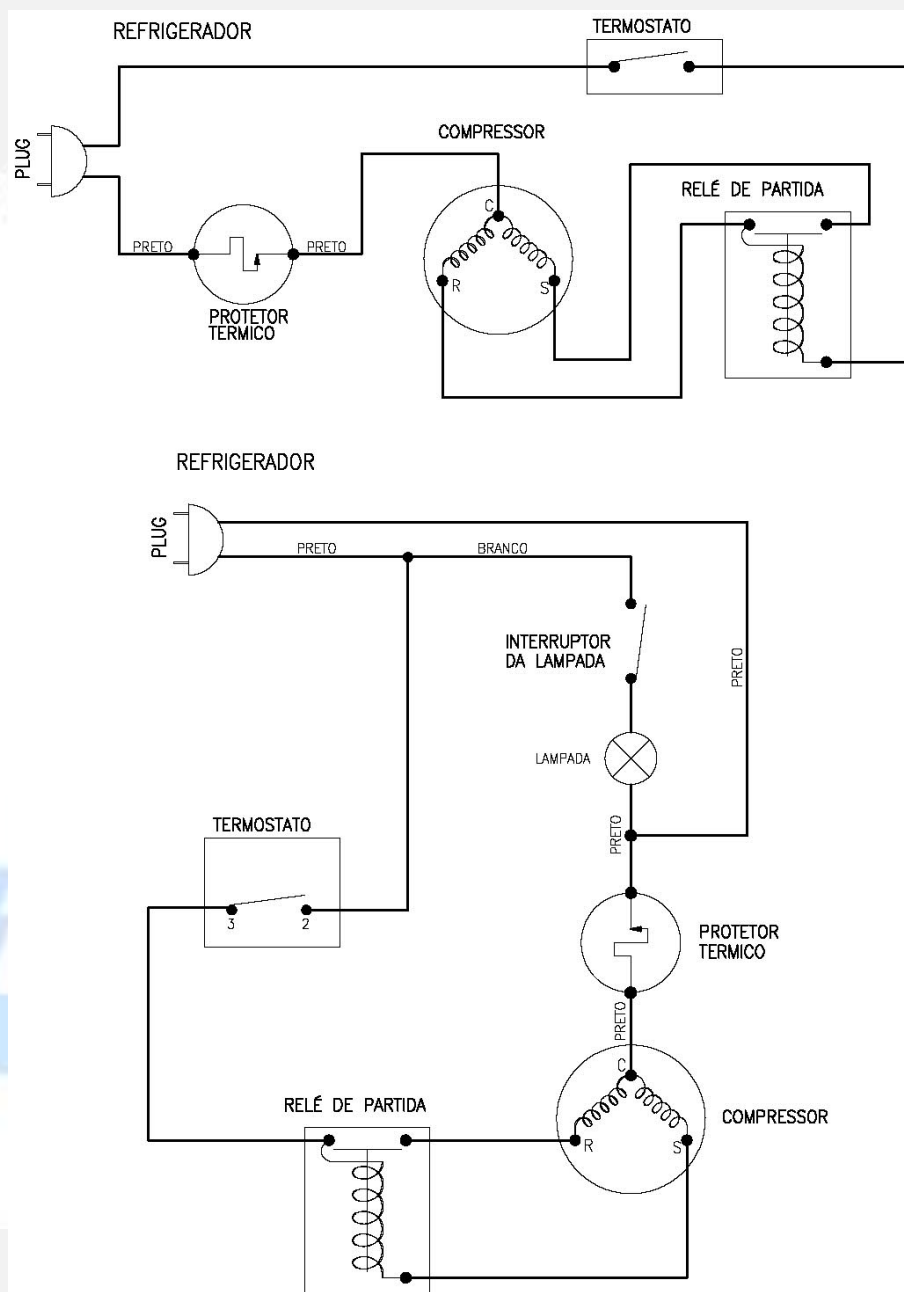 REFRIGERADOR
TERMOSTATO
PLUG
COMPRESSOR
C
R
S
RELÉ DE PARTIDA
PRETO
PRETO
PROTETOR
TERMICO
REFRIGERADOR
PLUG
PRETO
BRANCO
INTERRUPTOR
DA LAMPADA
PRETO
LAMPADA
TERMOSTATO
3
2
PRETO
PROTETOR
TERMICO
PRETO
C
R
S
COMPRESSOR
RELÉ DE PARTIDA